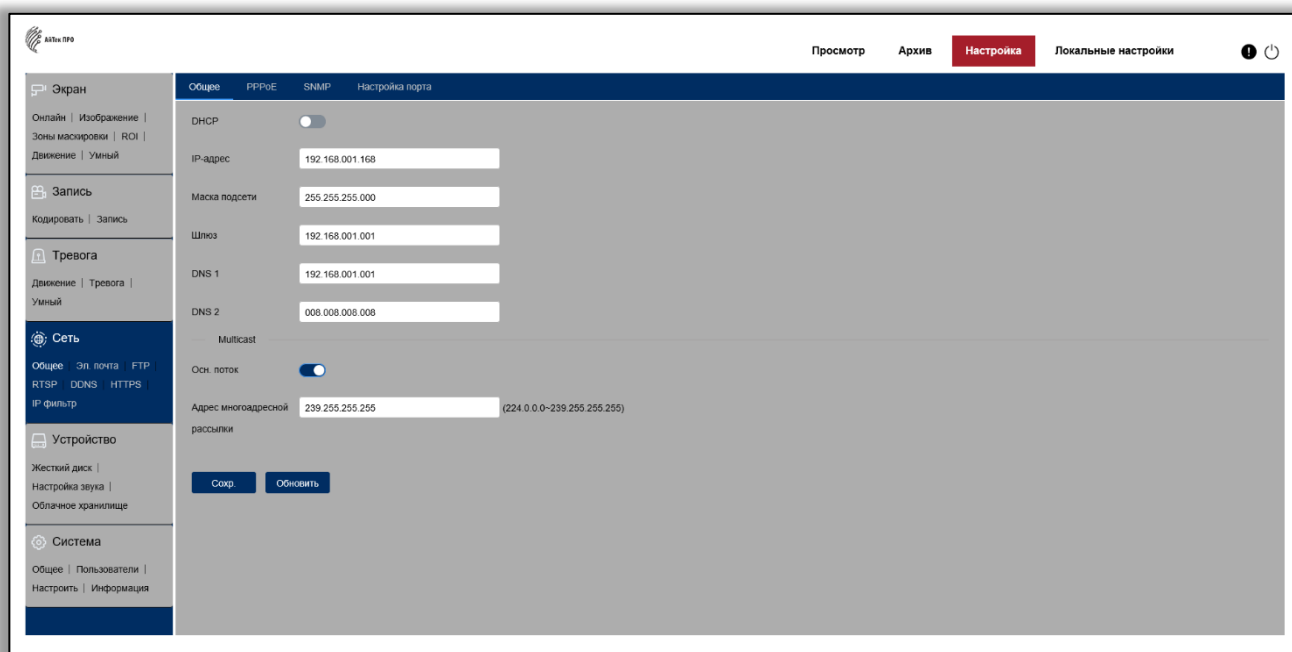 АйТек ПРО
Просмотр Архив Настройка Локальные настройки
Экран
Онлайн | Изображение |
Зоны маскировки | ROI |
Движение | Умный
Запись
Кодировать | Запись
Тревога
Движение | Тревога |
Умный
Сеть
Общее | Эл. почта | FTP |
RTSP | DDNS | HTTPS |
IP фильтр
Устройство
Жесткий диск |
Настройка звука |
Облачное хранилище
Система
Общее | Пользователи |
Настроить | Информация
Общее PPPoE SNMP Настройка порта
DHCP
IP-адрес 192.168.001.168
Маска подсети 255.255.255.000
Шлюз 192.168.001.001
DNS 1 192.168.001.001
DNS 2 008.008.008.008
Multicast
Осн. поток
Адрес многоадресной 239.255.255.255 (224.0.0.0~239.255.255.255)
рассылки
Сохр. Обновить